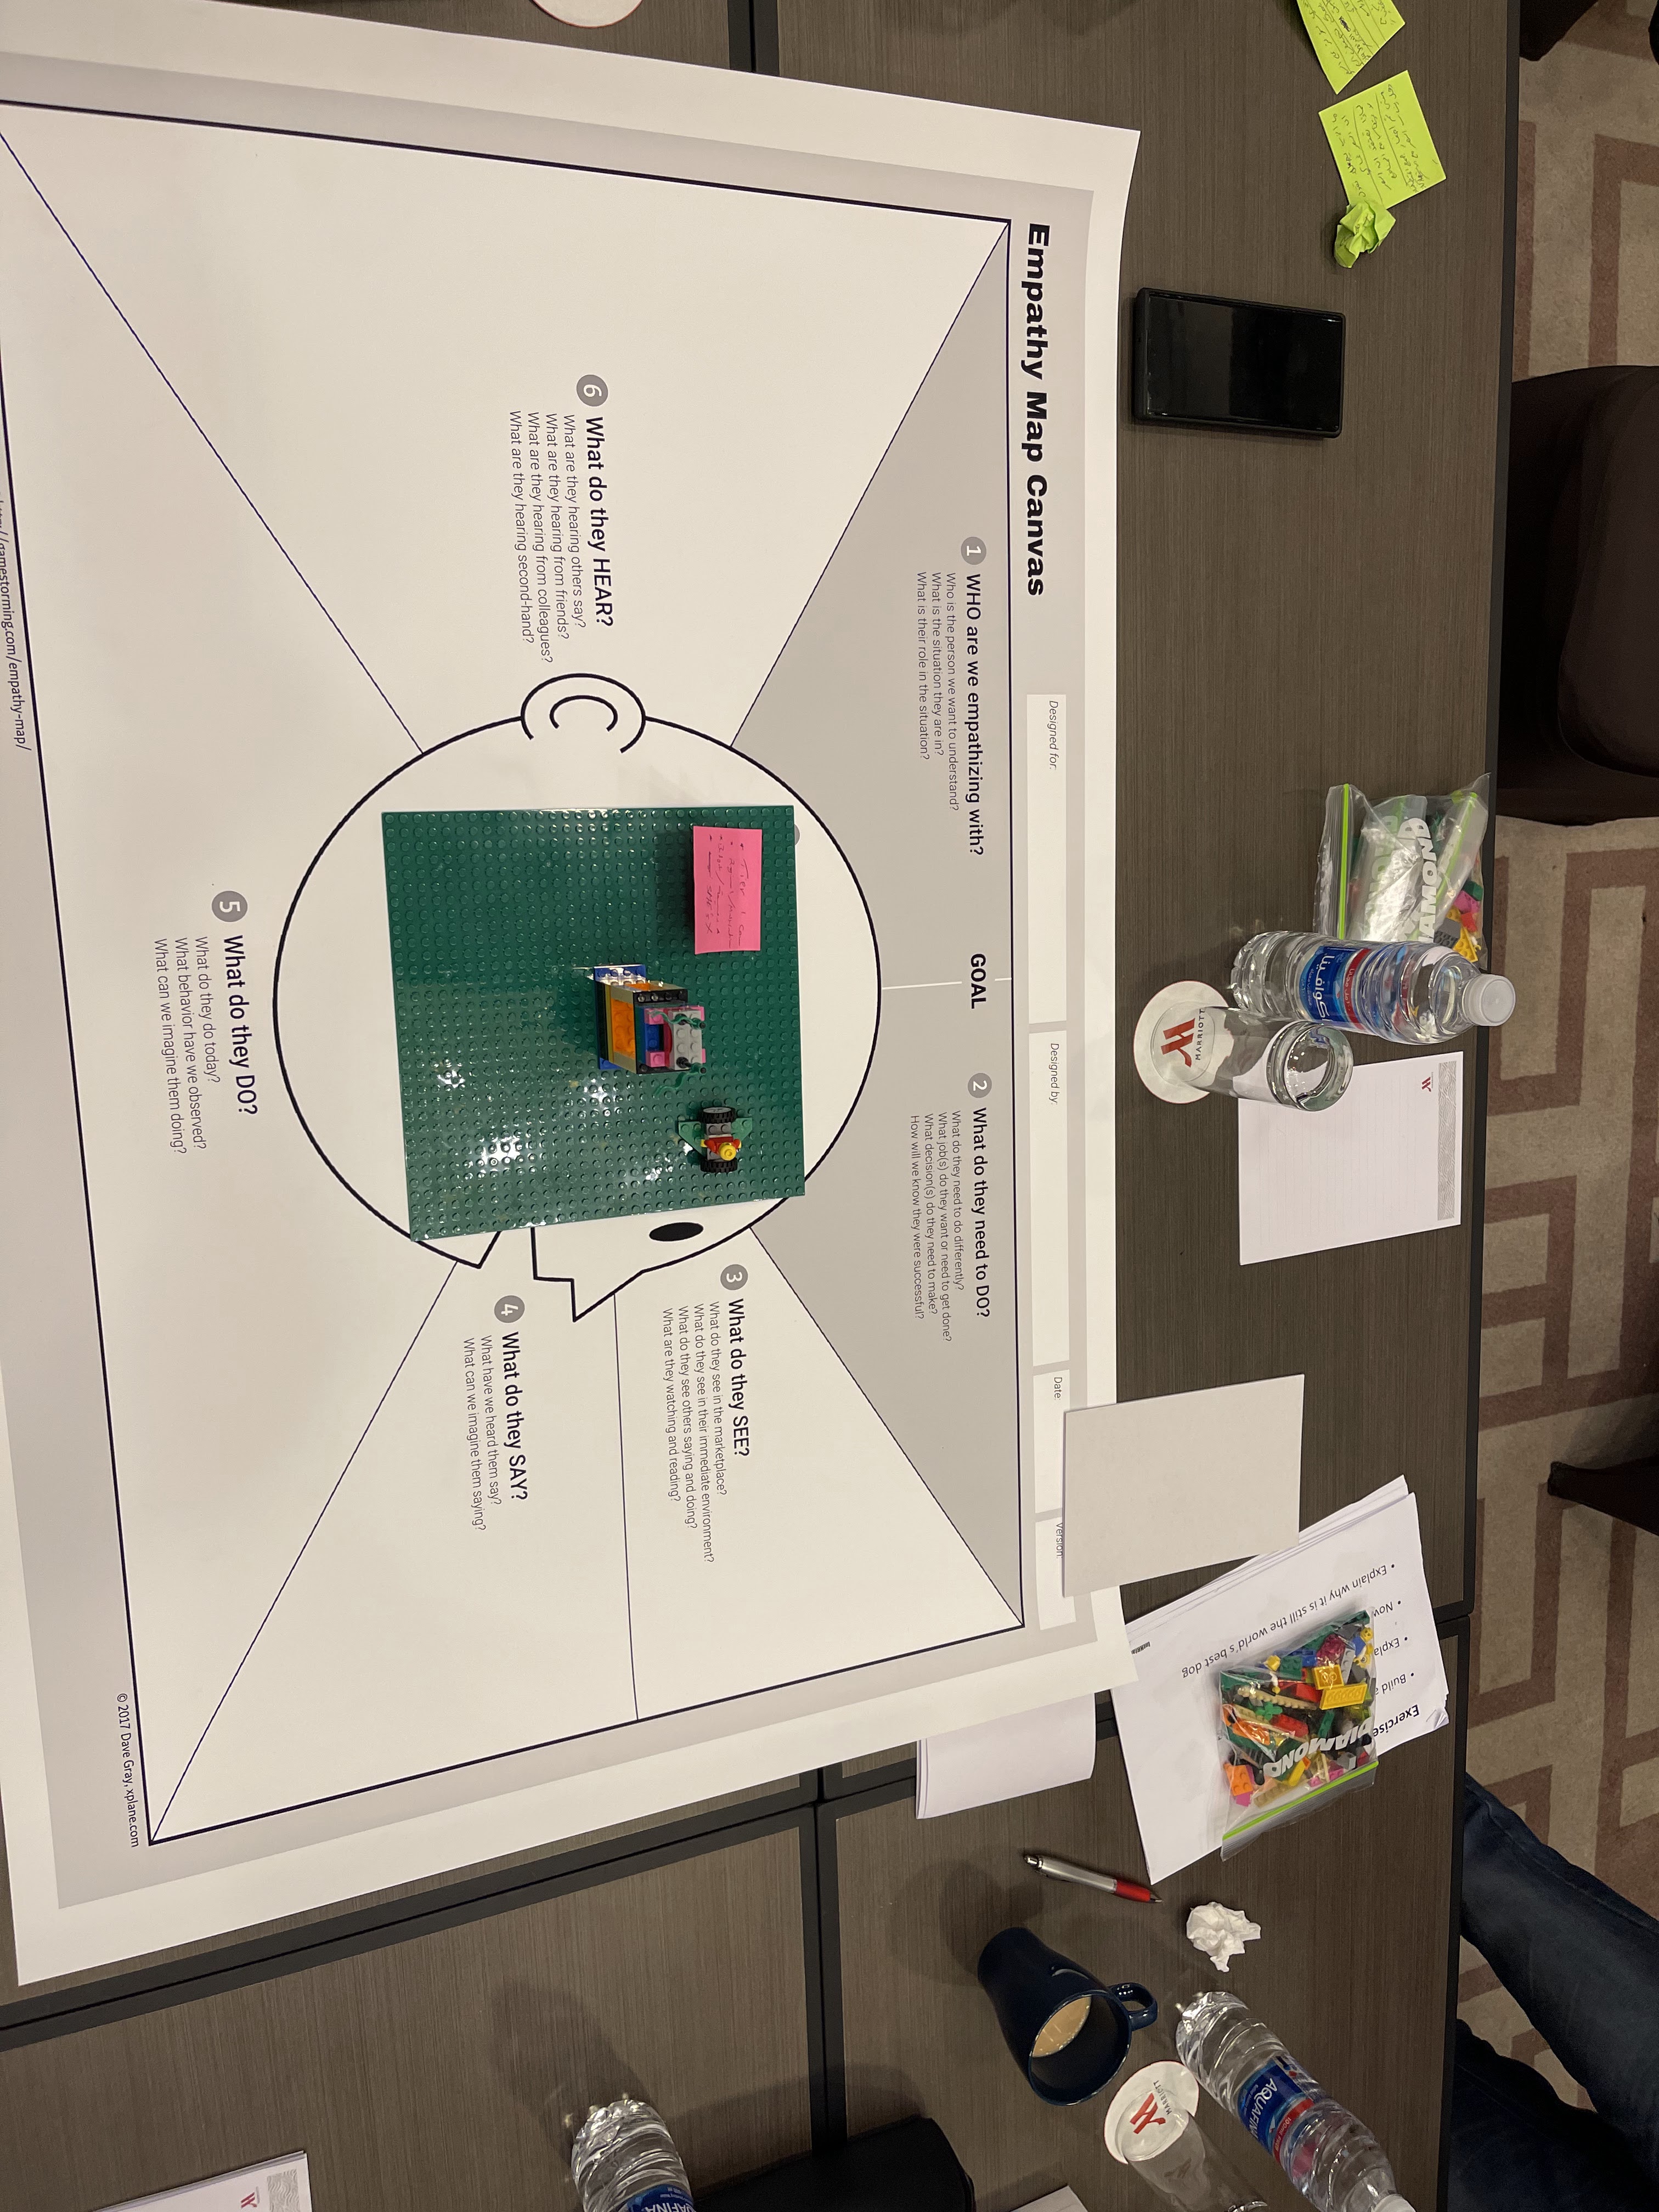 Empathy Map Canvas
Designed for:
Designed by:
Date:
Version:
1 WHO are we empathizing with?
Who is the person we want to understand?
What is the situation they are in?
What is their role in the situation?
GOAL
2 What do they need to DO?
What do they need to do differently?
What job(s) do they want or need to get done?
What decision(s) do they need to make?
How will we know they were successful?
3 What do they SEE?
What do they see in the marketplace?
What do they see in their immediate environment?
What do they see others saying and doing?
What are they watching and reading?
4 What do they SAY?
What have we heard them say?
What can we imagine them saying?
5 What do they DO?
What do they do today?
What behavior have we observed?
What can we imagine them doing?
6 What do they HEAR?
What are they hearing others say?
What are they hearing from friends?
What are they hearing from colleagues?
What are they hearing second-hand?
gamestorming.com/empathy-map/
© 2017 Dave Gray, xplane.com
Exercise
• Build
• Expla
• Now
• Explain why it is still the world's best dog
DIAMOND
DIAMOND
MARRIOTT
MARRIOTT
أكوافينا
AQUAFINA
AQUAFINA